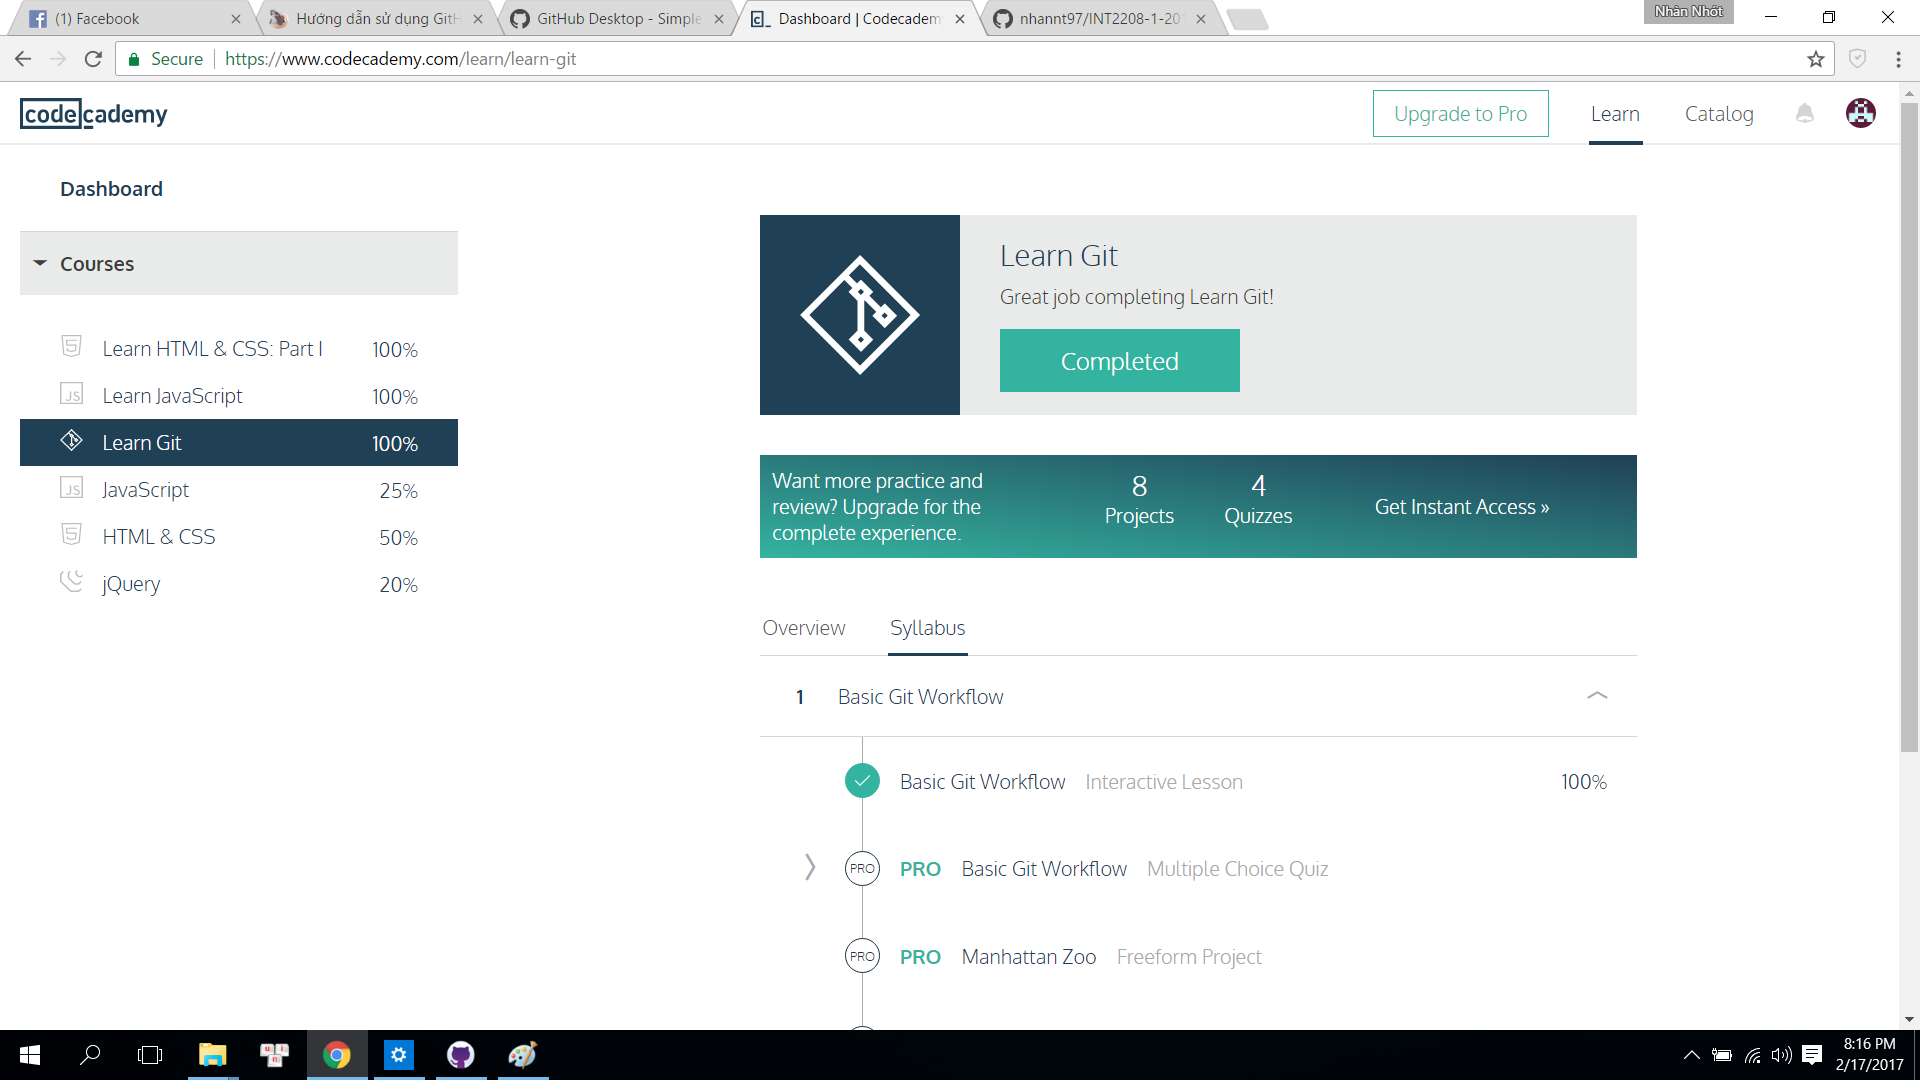 (1) Facebook
Hướng dẫn sử dụng GitH
GitHub Desktop - Simple
Dashboard | Codecadem
nhannt97/INT2208-1-201
Nhàn Nhót
Secure
https://www.codecademy.com/learn/learn-git
codecademy
Upgrade to Pro
Learn
Catalog
Dashboard
Courses
Learn HTML & CSS: Part I 100%
Learn JavaScript 100%
Learn Git 100%
JavaScript 25%
HTML & CSS 50%
jQuery 20%
Learn Git
Great job completing Learn Git!
Completed
Want more practice and
review? Upgrade for the
complete experience.
8
Projects
4
Quizzes
Get Instant Access »
Overview
Syllabus
1 Basic Git Workflow
Basic Git Workflow Interactive Lesson 100%
PRO PRO Basic Git Workflow Multiple Choice Quiz
PRO PRO Manhattan Zoo Freeform Project
8:16 PM
2/17/2017